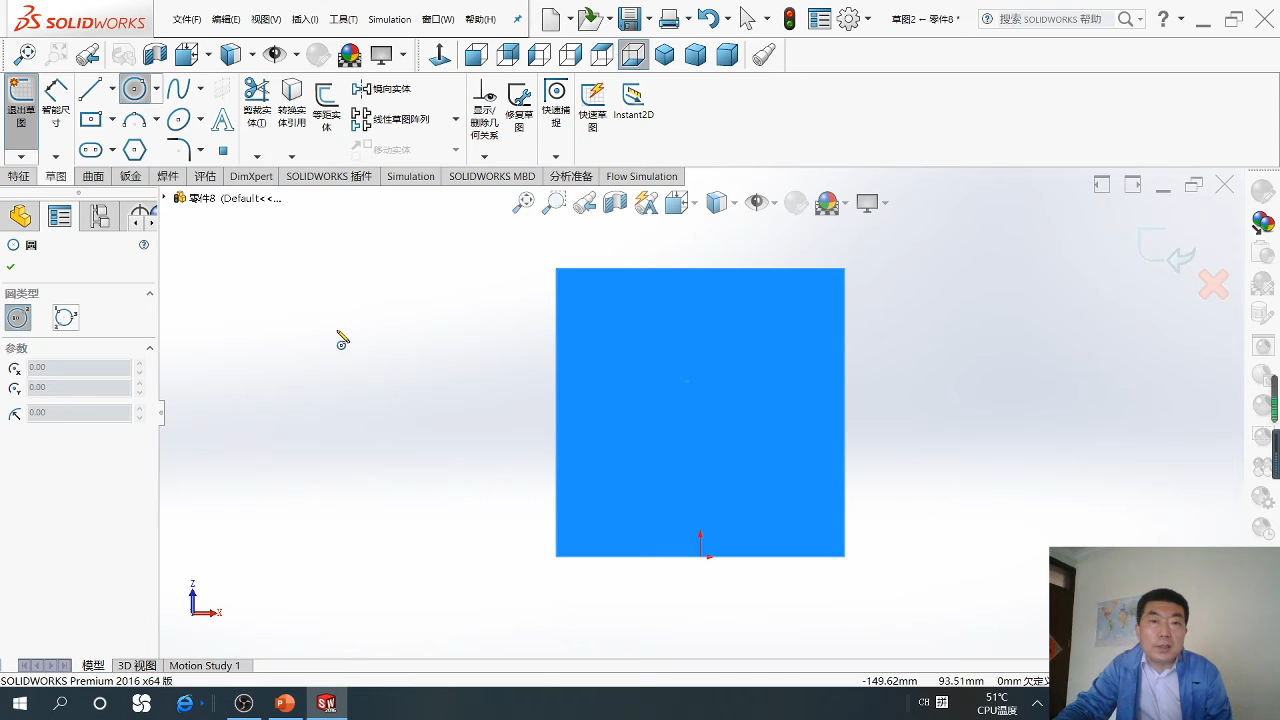 SOLIDWORKS
文件(F)
编辑(E)
视图(V)
插入(I)
工具(T)
Simulation
窗口(W)
帮助(H)
草图2 - 零件8 *
搜索 SOLIDWORKS 帮助
退出草图
智能尺寸
剪裁实体(T)
转换实体引用
等距实体
镜向实体
线性草图阵列
移动实体
显示/删除几何关系
修复草图
快速捕捉
快速草图
Instant2D
特征
草图
曲面
钣金
焊件
评估
DimXpert
SOLIDWORKS 插件
Simulation
SOLIDWORKS MBD
分析准备
Flow Simulation
零件8 (Default<<...
圆
圆类型
参数
0.00
0.00
0.00
Z
X
模型
3D 视图
Motion Study 1
SOLIDWORKS Premium 2016 x64 版
-149.62mm
93.51mm
0mm 欠定义
CH
拼
51℃
CPU温度